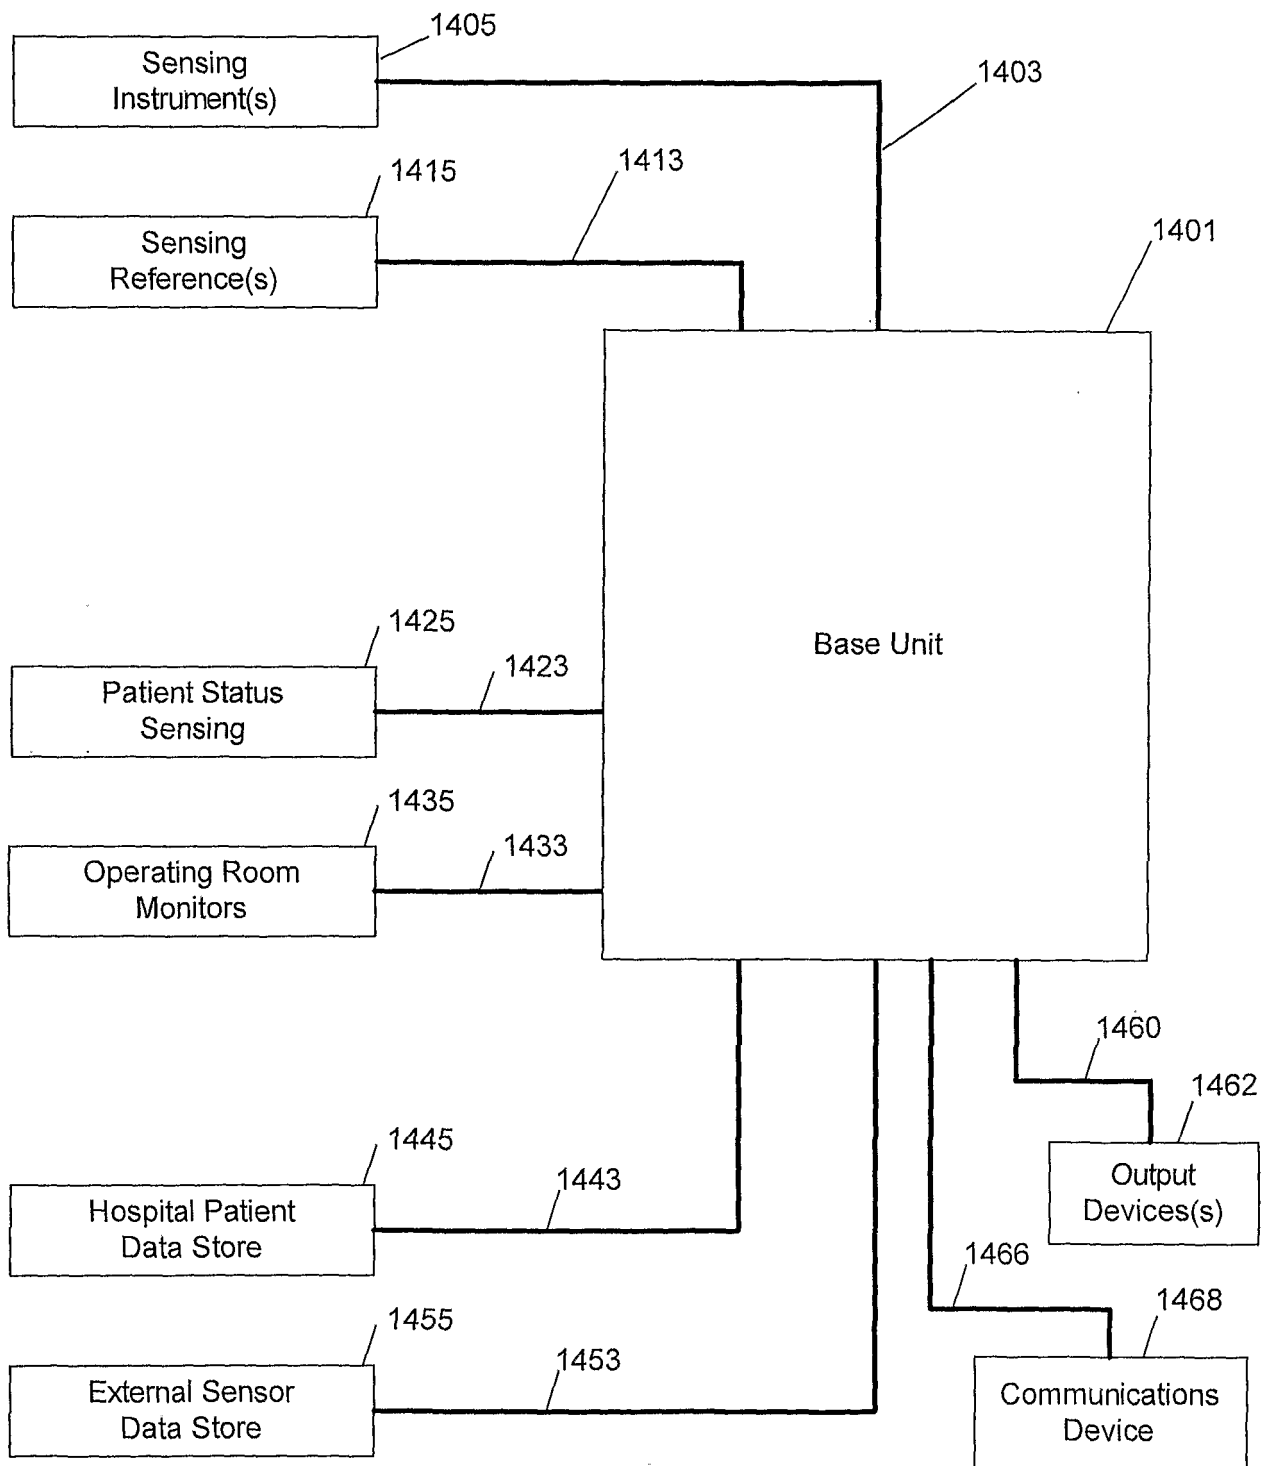 1405
Sensing
Instrument(s)
1403
1415
1413
Sensing
Reference(s)
1401
Base Unit
1425
1423
Patient Status
Sensing
1435
1433
Operating Room
Monitors
1460
1462
1445
1443
Hospital Patient
Data Store
Output
Devices(s)
1466
1468
1455
1453
External Sensor
Data Store
Communications
Device